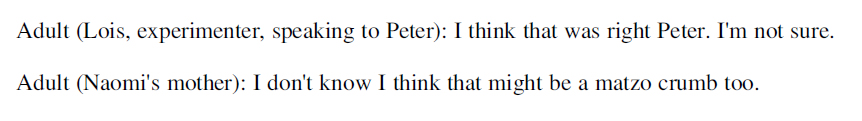 Adult (Lois, experimenter, speaking to Peter): I think that was right Peter. I'm not sure.
Adult (Naomi's mother): I don't know I think that might be a matzo crumb too.